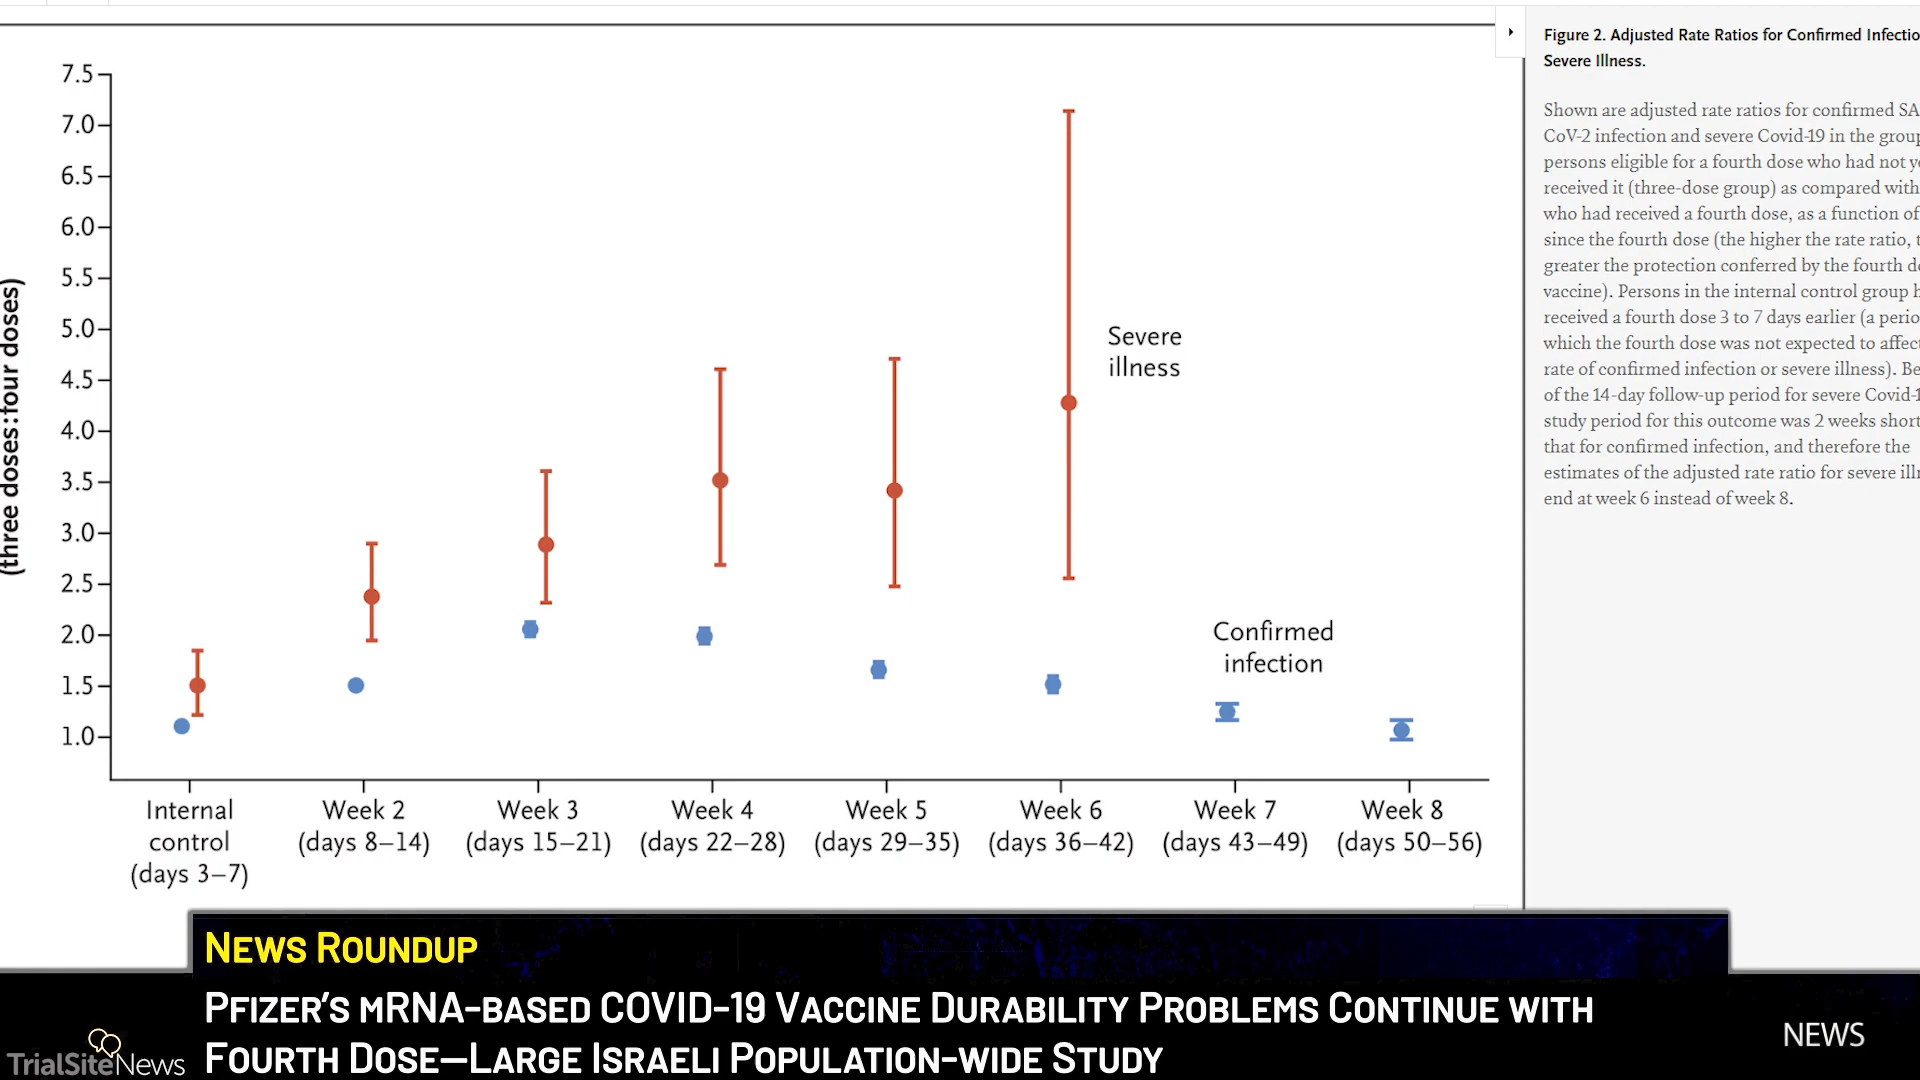 7.5
7.0
6.5
6.0
5.5
5.0
4.5
4.0
3.5
3.0
2.5
2.0
1.5
1.0
(three doses:four doses)
Severe
illness
Confirmed
infection
Internal
control
(days 3–7)
Week 2
(days 8–14)
Week 3
(days 15–21)
Week 4
(days 22–28)
Week 5
(days 29–35)
Week 6
(days 36–42)
Week 7
(days 43–49)
Week 8
(days 50–56)
Figure 2. Adjusted Rate Ratios for Confirmed
Severe Illness.
Shown are adjusted rate ratios for confirmed
CoV-2 infection and severe Covid-19 in the
persons eligible for a fourth dose who had not
received it (three-dose group) as compared with
who had received a fourth dose, as a function of
since the fourth dose (the higher the rate ratio,
greater the protection conferred by the fourth
vaccine). Persons in the internal control group
received a fourth dose 3 to 7 days earlier (a
which the fourth dose was not expected to
rate of confirmed infection or severe illness).
of the 14-day follow-up period for severe
study period for this outcome was 2 weeks
that for confirmed infection, and therefore the
estimates of the adjusted rate ratio for severe
end at week 6 instead of week 8.
NEWS ROUNDUP
PFIZER'S MRNA-BASED COVID-19 VACCINE DURABILITY PROBLEMS CONTINUE WITH
FOURTH DOSE—LARGE ISRAELI POPULATION-WIDE STUDY
TrialSiteNews
NEWS